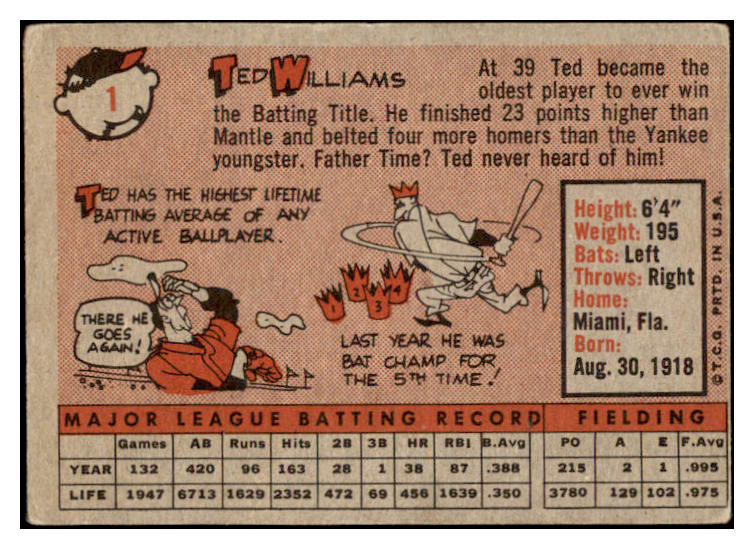 1
TED WILLIAMS
At 39 Ted became the
oldest player to ever win
the Batting Title. He finished 23 points higher than
Mantle and belted four more homers than the Yankee
youngster. Father Time? Ted never heard of him!
TED HAS THE HIGHEST LIFETIME
BATTING AVERAGE OF ANY
ACTIVE BALLPLAYER.
THERE HE
GOES
AGAIN!
1 2 3 4
LAST YEAR HE WAS
BAT CHAMP FOR
THE 5TH TIME!
Height: 6'4"
Weight: 195
Bats: Left
Throws: Right
Home:
Miami, Fla.
Born:
Aug. 30, 1918
© T.C.G. PRTD. IN U.S.A.
MAJOR LEAGUE BATTING RECORD FIELDING
Games AB Runs Hits 2B 3B HR RBI B.Avg PO A E F.Avg
YEAR 132 420 96 163 28 1 38 87 .388 215 2 1 .995
LIFE 1947 6713 1629 2352 472 69 456 1639 .350 3780 129 102 .975